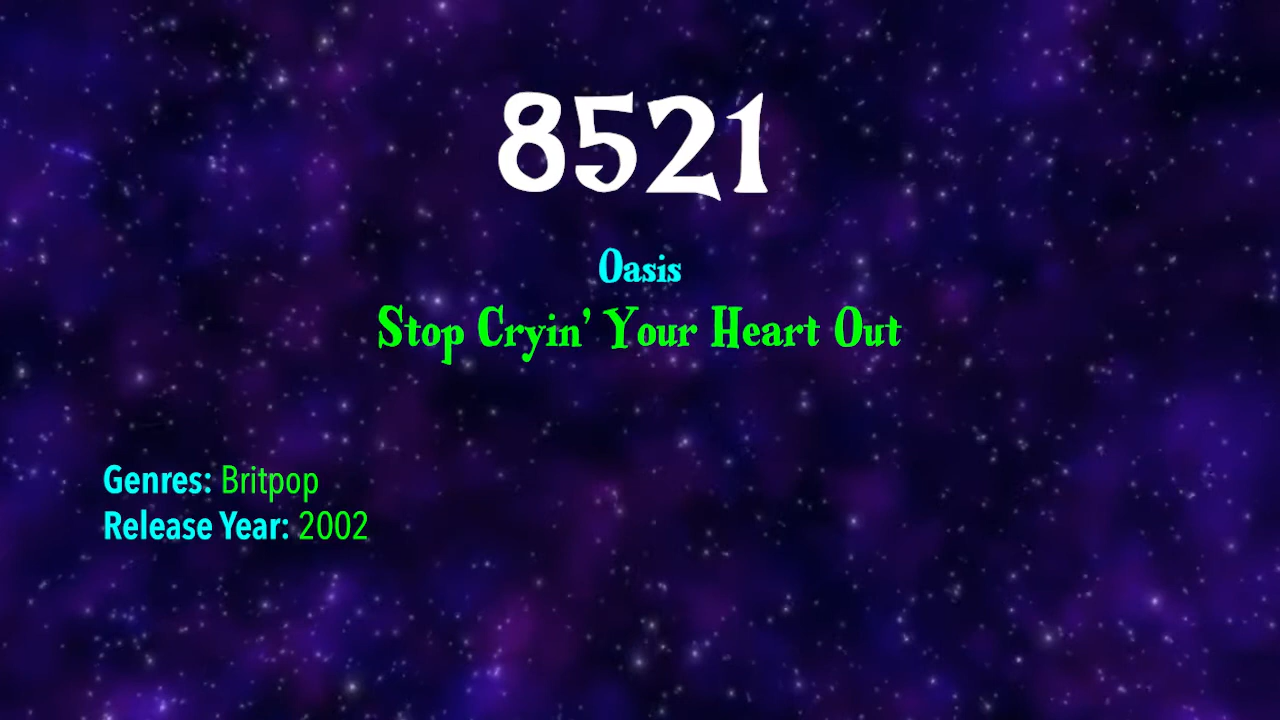 8521
Oasis
Stop Cryin' Your Heart Out
Genres: Britpop
Release Year: 2002